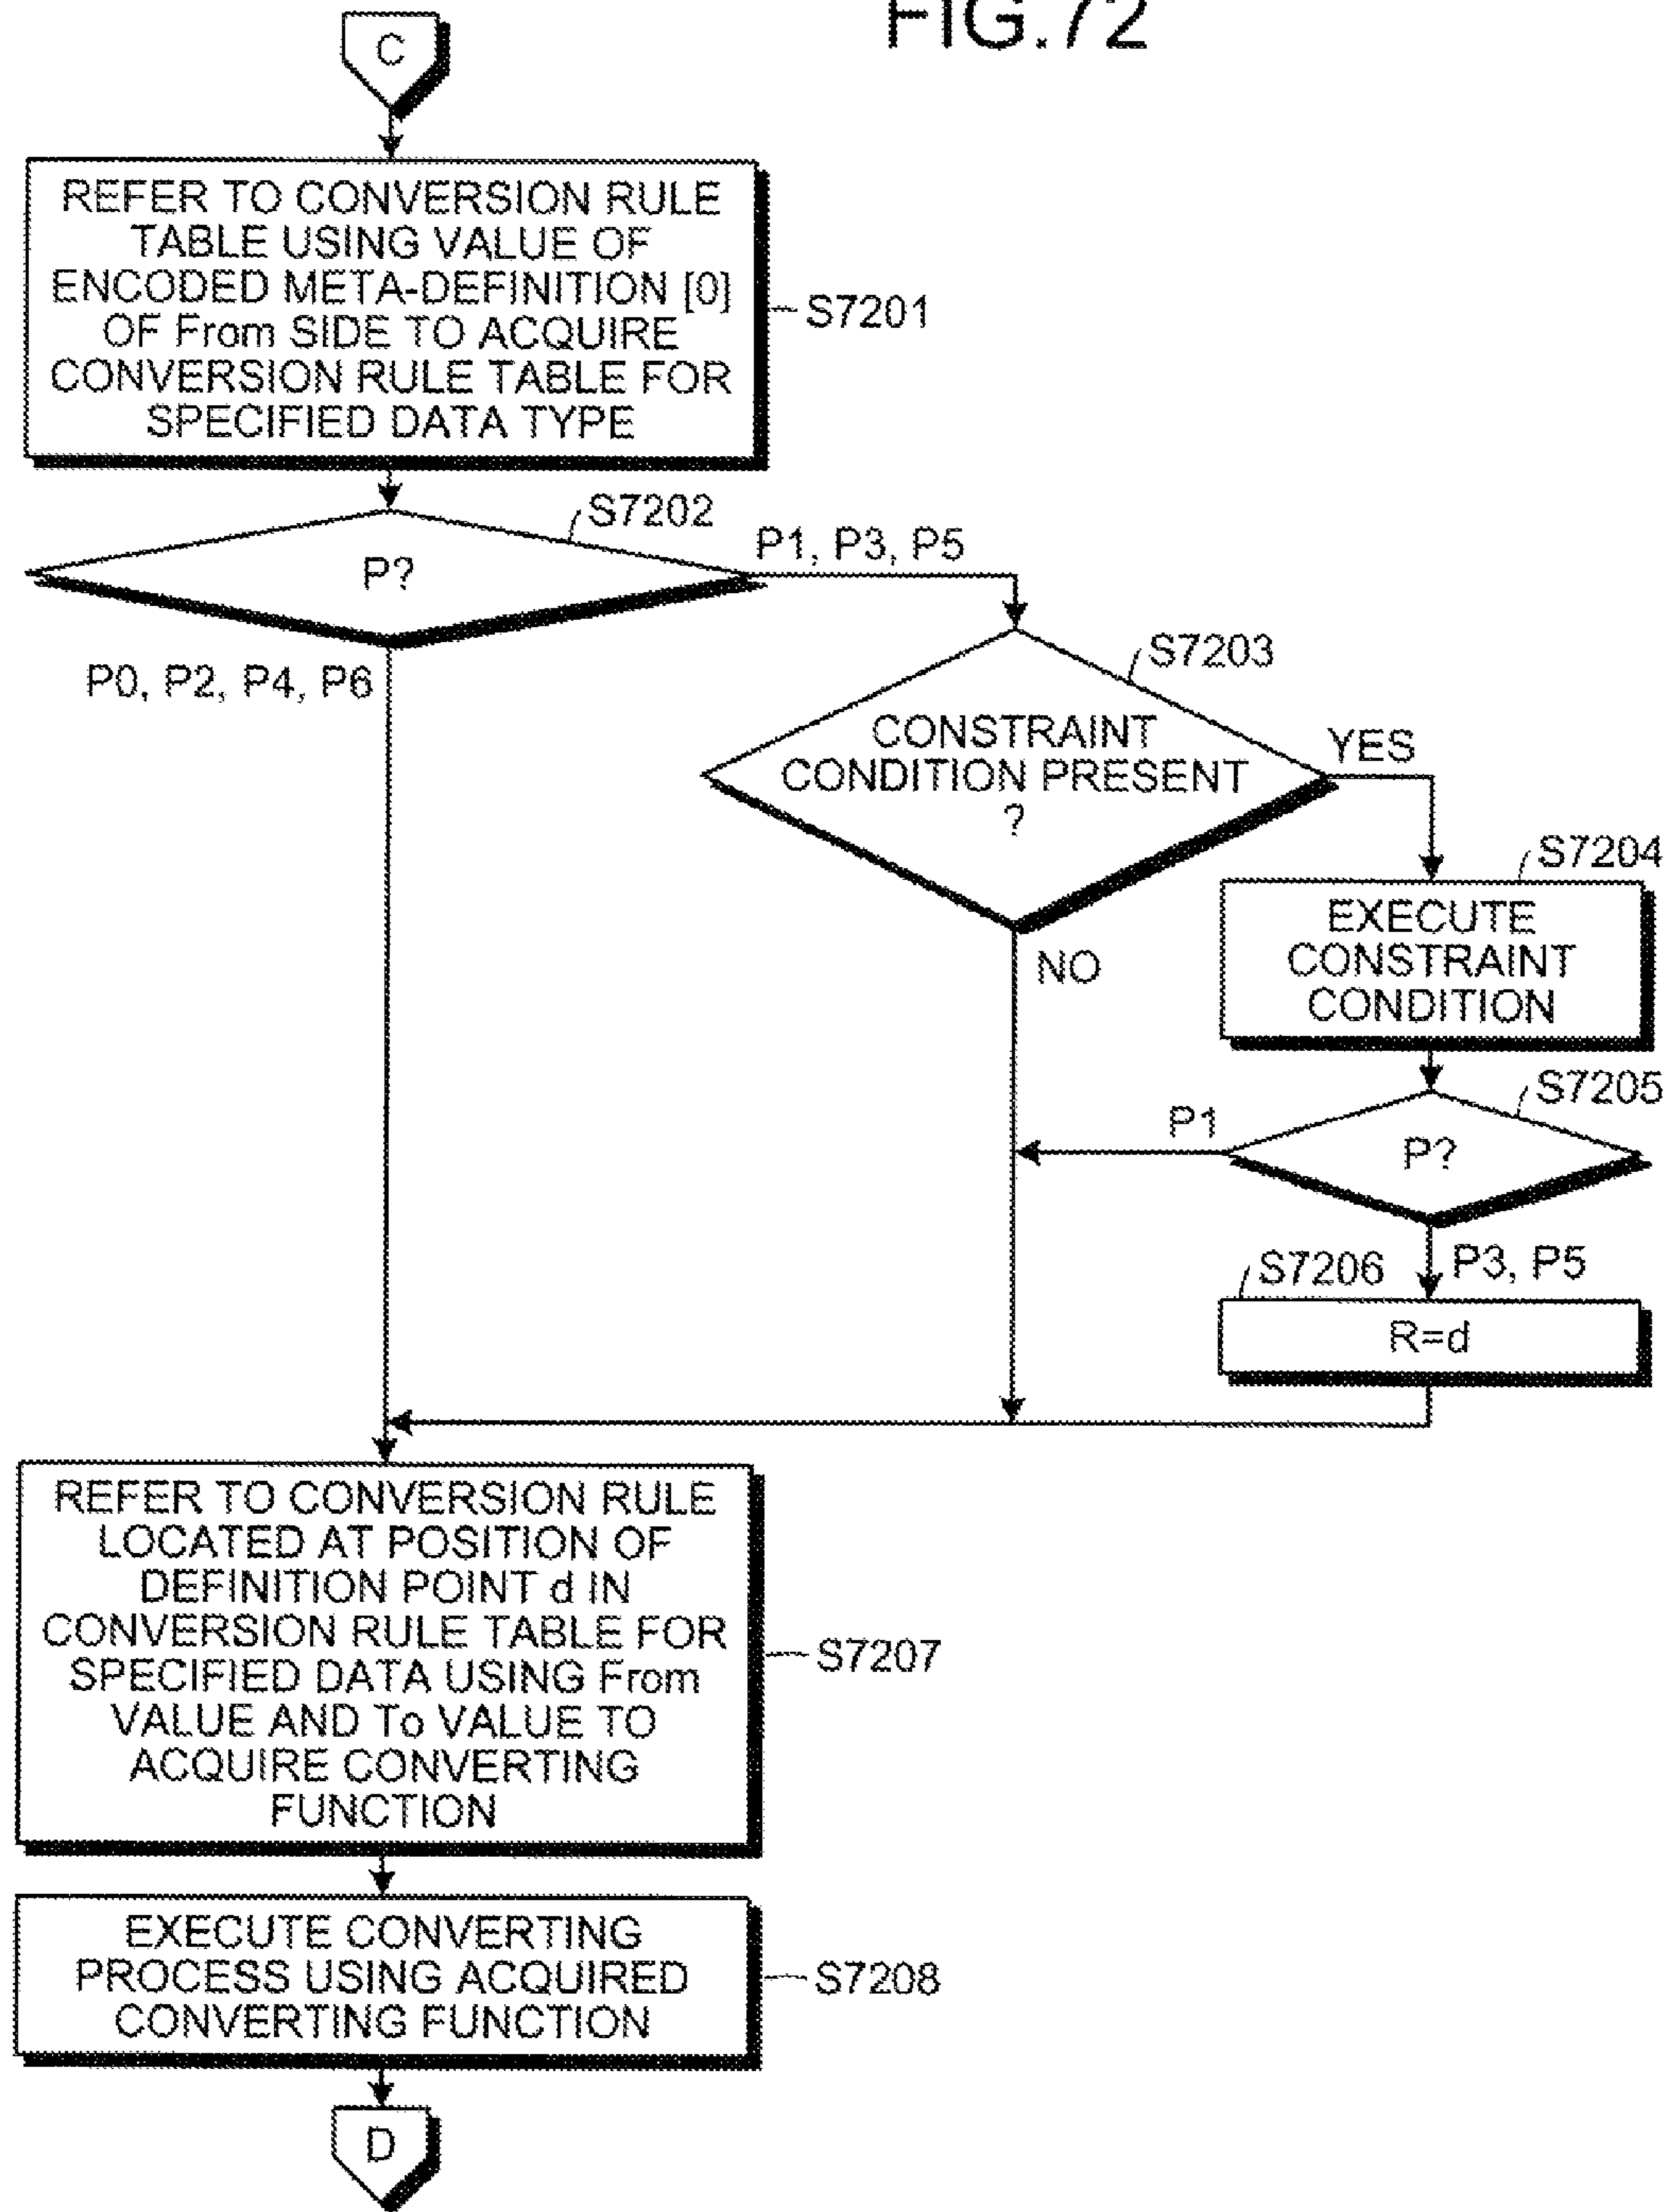 FIG.72
C
REFER TO CONVERSION RULE
TABLE USING VALUE OF
ENCODED META-DEFINITION [0]
OF From SIDE TO ACQUIRE
CONVERSION RULE TABLE FOR
SPECIFIED DATA TYPE
S7201
S7202
P?
P1, P3, P5
P0, P2, P4, P6
S7203
CONSTRAINT
CONDITION PRESENT
?
YES
NO
S7204
EXECUTE
CONSTRAINT
CONDITION
S7205
P?
P1
P3, P5
S7206
R=d
REFER TO CONVERSION RULE
LOCATED AT POSITION OF
DEFINITION POINT d IN
CONVERSION RULE TABLE FOR
SPECIFIED DATA USING From
VALUE AND To VALUE TO
ACQUIRE CONVERTING
FUNCTION
S7207
EXECUTE CONVERTING
PROCESS USING ACQUIRED
CONVERTING FUNCTION
S7208
D